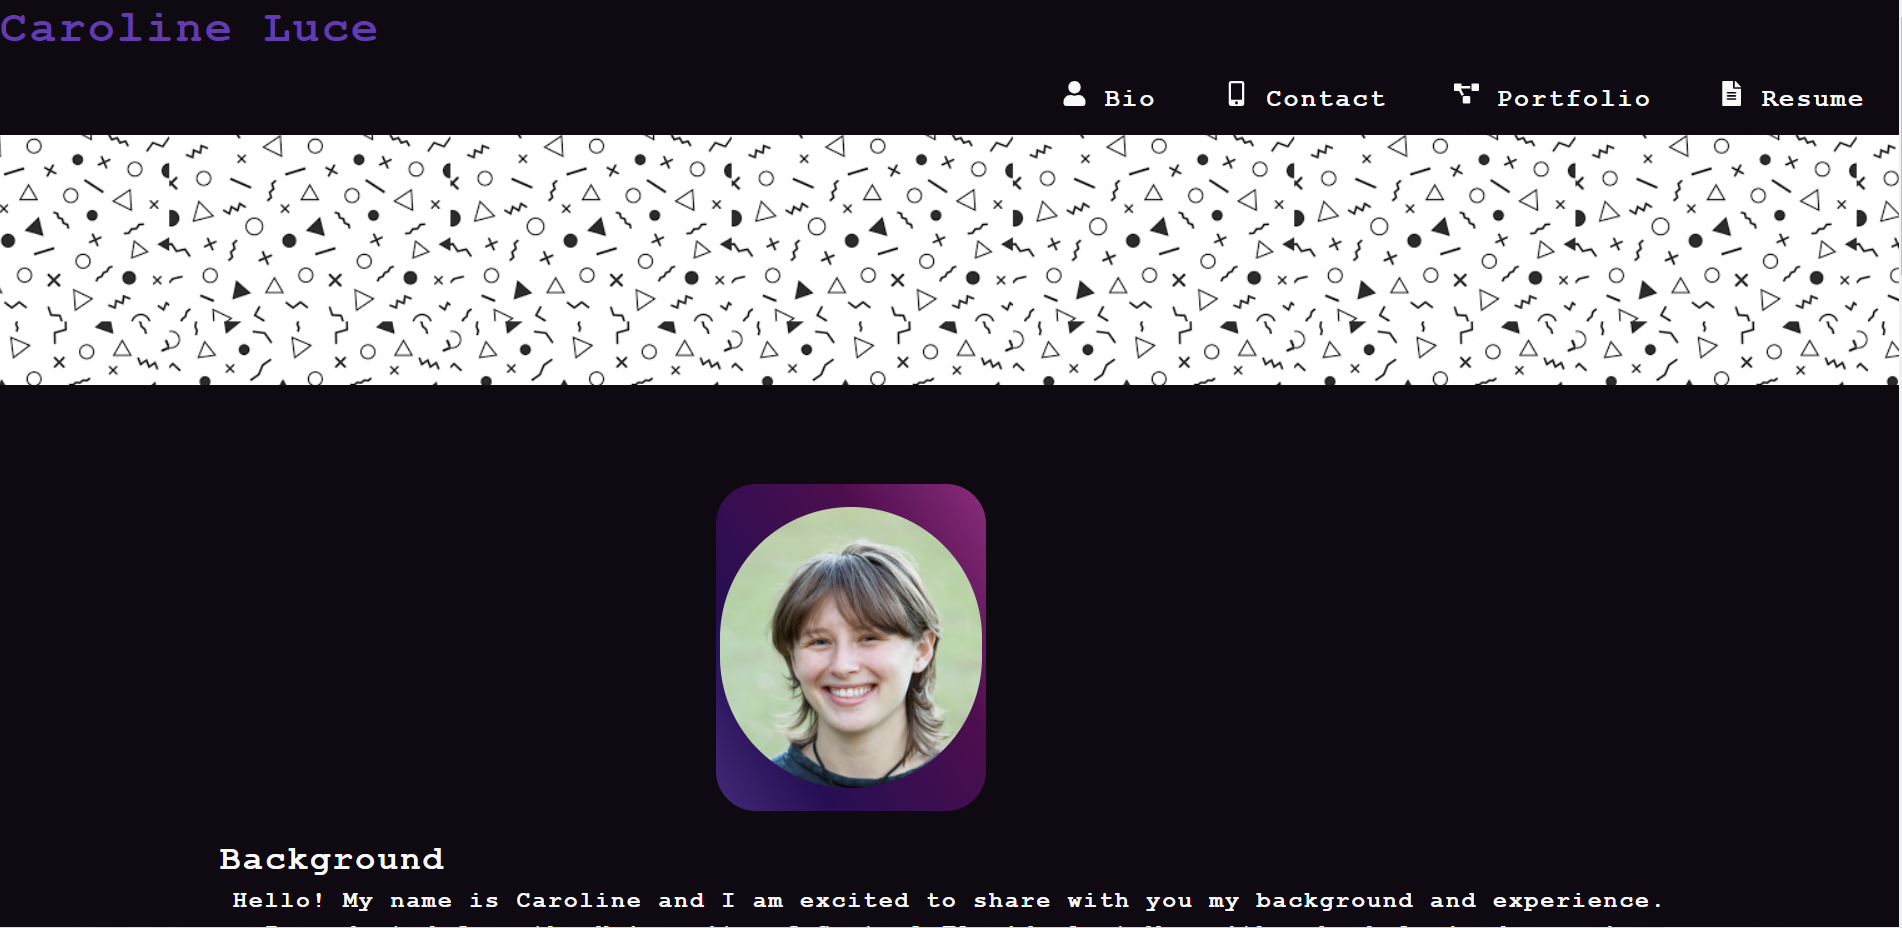 Caroline Luce
Bio Contact Portfolio Resume
Background
Hello! My name is Caroline and I am excited to share with you my background and experience.